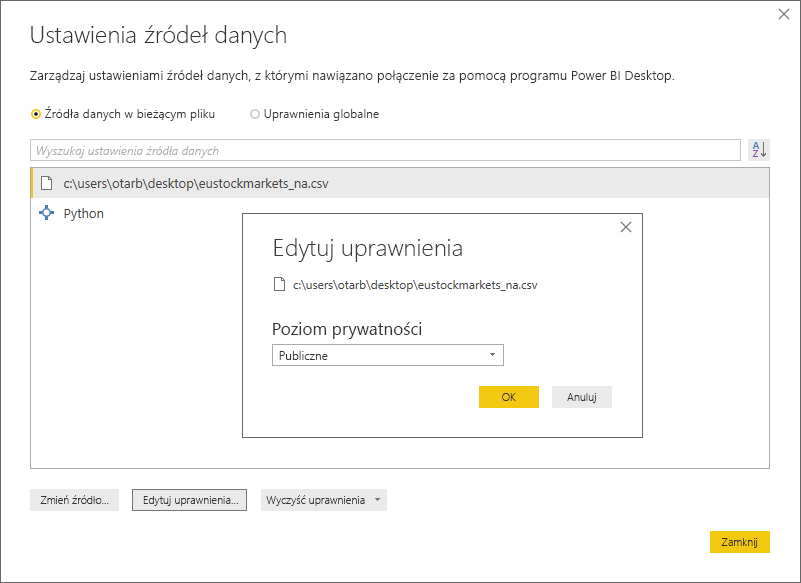 Ustawienia źródeł danych
Zarządzaj ustawieniami źródeł danych, z którymi nawiązano połączenie za pomocą programu Power BI Desktop.
Źródła danych w bieżącym pliku
Uprawnienia globalne
Wyszukaj ustawienia źródła danych
A
Z
c:\users\otarb\desktop\eustockmarkets_na.csv
Python
Edytuj uprawnienia
c:\users\otarb\desktop\eustockmarkets_na.csv
Poziom prywatności
Publiczne
OK
Anuluj
Zmień źródło...
Edytuj uprawnienia...
Wyczyść uprawnienia
Zamknij